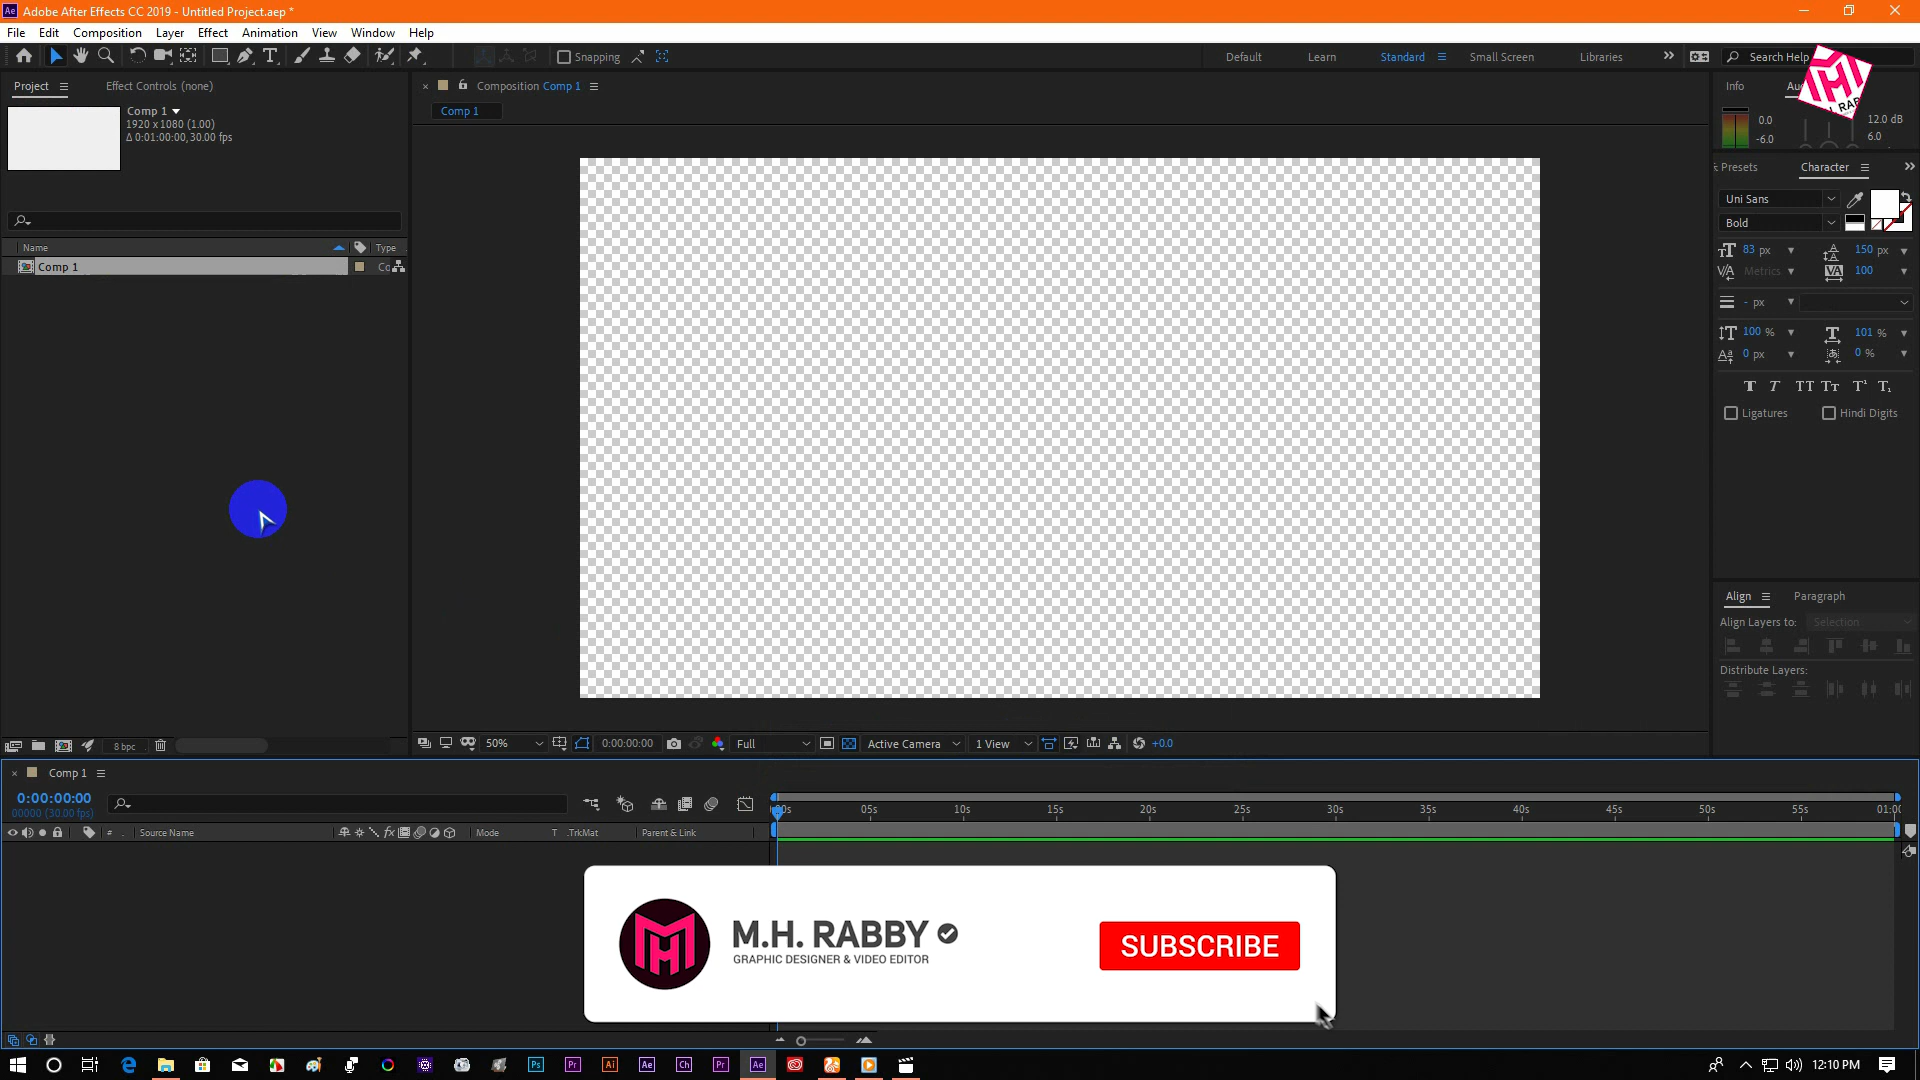 Adobe After Effects CC 2019 - Untitled Project.aep *
File Edit Composition Layer Effect Animation View Window Help
Snapping
Default Learn Standard Small Screen Libraries
Search Help
Project Effect Controls (none)
Comp 1
1920 x 1080 (1.00)
Δ 0:01:00:00, 30.00 fps
Composition Comp 1
Comp 1
Info
0.0
-6.0
12.0 dB
6.0
Presets Character
Uni Sans
Bold
83 px 150 px
Metrics 100
- px
100 % 101 %
0 px 0 %
Ligatures Hindi Digits
Name Type
Comp 1
Align Paragraph
Align Layers to: Selection
Distribute Layers:
8 bpc
50% 0:00:00:00 Full Active Camera 1 View +0.0
Comp 1
0:00:00:00
00000 (30.00 fps)
# Source Name Mode T .TrkMat Parent & Link
05s 10s 15s 20s 25s 30s 35s 40s 45s 50s 55s
M.H. RABBY
GRAPHIC DESIGNER & VIDEO EDITOR
SUBSCRIBE
Ps Pr Ai Ae Ch Pr Ae
12:10 PM